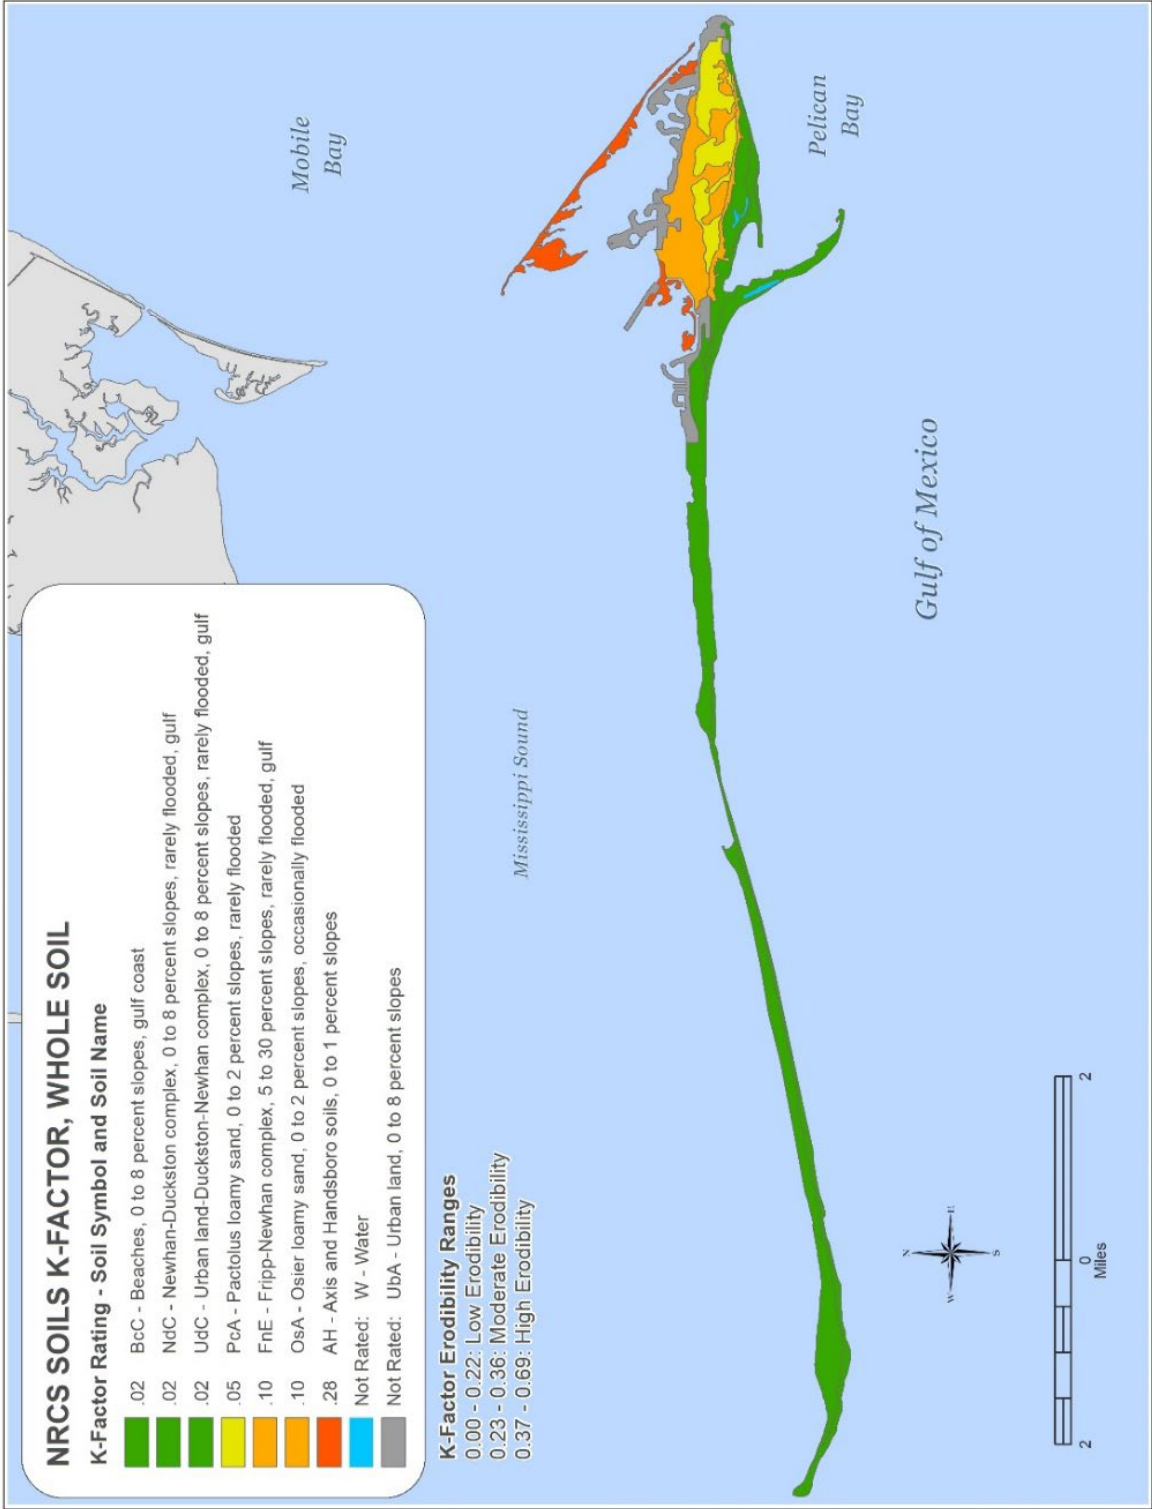 NRCS SOILS K-FACTOR, WHOLE SOIL
K-Factor Rating - Soil Symbol and Soil Name
.02 BcC - Beaches, 0 to 8 percent slopes, gulf coast
.02 NdC - Newhan-Duckston complex, 0 to 8 percent slopes, rarely flooded, gulf
.02 UdC - Urban land-Duckston-Newhan complex, 0 to 8 percent slopes, rarely flooded, gulf
.05 PcA - Pactolus loamy sand, 0 to 2 percent slopes, rarely flooded
.10 FnE - Fripp-Newhan complex, 5 to 30 percent slopes, rarely flooded, gulf
.10 OsA - Osier loamy sand, 0 to 2 percent slopes, occasionally flooded
.28 AH - Axis and Handsboro soils, 0 to 1 percent slopes
Not Rated: W - Water
Not Rated: UbA - Urban land, 0 to 8 percent slopes
K-Factor Erodibility Ranges
0.00 - 0.22: Low Erodibility
0.23 - 0.36: Moderate Erodibility
0.37 - 0.69: High Erodibility
Mobile
Bay
Mississippi Sound
Pelican
Bay
Gulf of Mexico
N
W
E
S
2 0 2
Miles